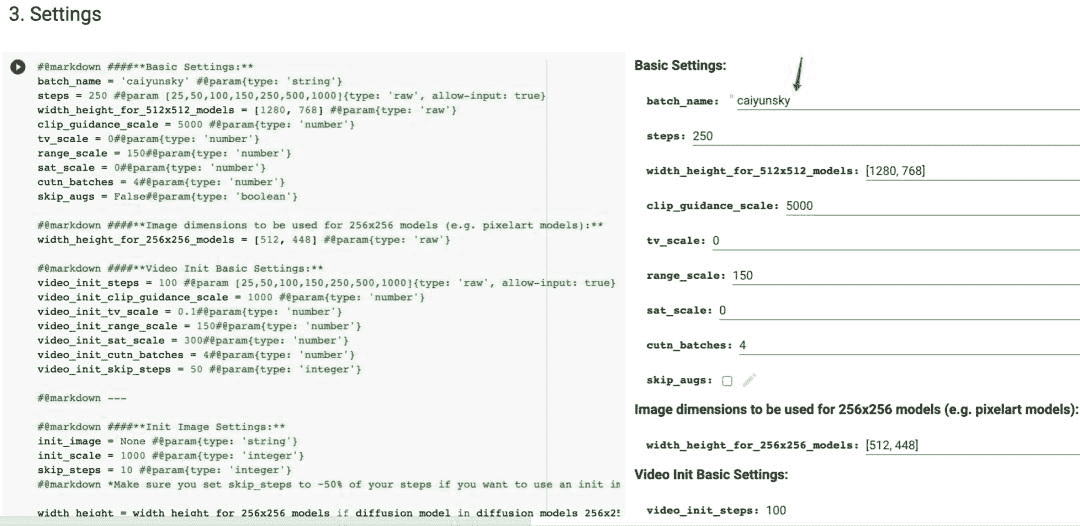 3. Settings
#@markdown ####**Basic Settings:**
batch_name = 'caiyunsky' #@param{type: 'string'}
steps = 250 #@param [25,50,100,150,250,500,1000]{type: 'raw', allow-input: true}
width_height_for_512x512_models = [1280, 768] #@param{type: 'raw'}
clip_guidance_scale = 5000 #@param{type: 'number'}
tv_scale = 0#@param{type: 'number'}
range_scale = 150#@param{type: 'number'}
sat_scale = 0#@param{type: 'number'}
cutn_batches = 4#@param{type: 'number'}
skip_augs = False#@param{type: 'boolean'}
#@markdown ####**Image dimensions to be used for 256x256 models (e.g. pixelart models):**
width_height_for_256x256_models = [512, 448] #@param{type: 'raw'}
#@markdown ####**Video Init Basic Settings:**
video_init_steps = 100 #@param [25,50,100,150,250,500,1000]{type: 'raw', allow-input: true}
video_init_clip_guidance_scale = 1000 #@param{type: 'number'}
video_init_tv_scale = 0.1#@param{type: 'number'}
video_init_range_scale = 150#@param{type: 'number'}
video_init_sat_scale = 300#@param{type: 'number'}
video_init_cutn_batches = 4#@param{type: 'number'}
video_init_skip_steps = 50 #@param{type: 'integer'}
#@markdown ---
#@markdown ####**Init Image Settings:**
init_image = None #@param{type: 'string'}
init_scale = 1000 #@param{type: 'integer'}
skip_steps = 10 #@param{type: 'integer'}
#@markdown *Make sure you set skip_steps to ~50% of your steps if you want to use an init
width_height = width_height_for_256x256_models if diffusion_model in diffusion_models_256x25
Basic Settings:
batch_name: "caiyunsky
steps: 250
width_height_for_512x512_models: [1280, 768]
clip_guidance_scale: 5000
tv_scale: 0
range_scale: 150
sat_scale: 0
cutn_batches: 4
skip_augs:
Image dimensions to be used for 256x256 models (e.g. pixelart models):
width_height_for_256x256_models: [512, 448]
Video Init Basic Settings:
video_init_steps: 100